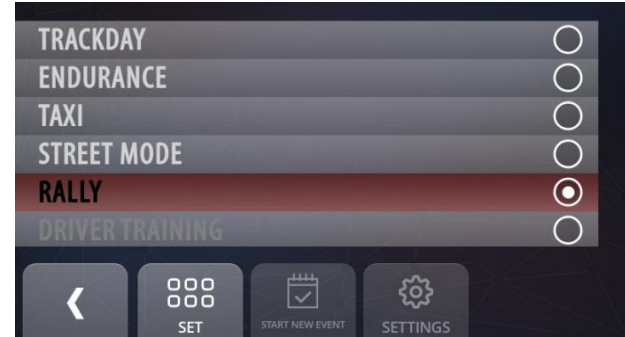 TRACKDAY
ENDURANCE
TAXI
STREET MODE
RALLY
DRIVER TRAINING
SET
START NEW EVENT
SETTINGS